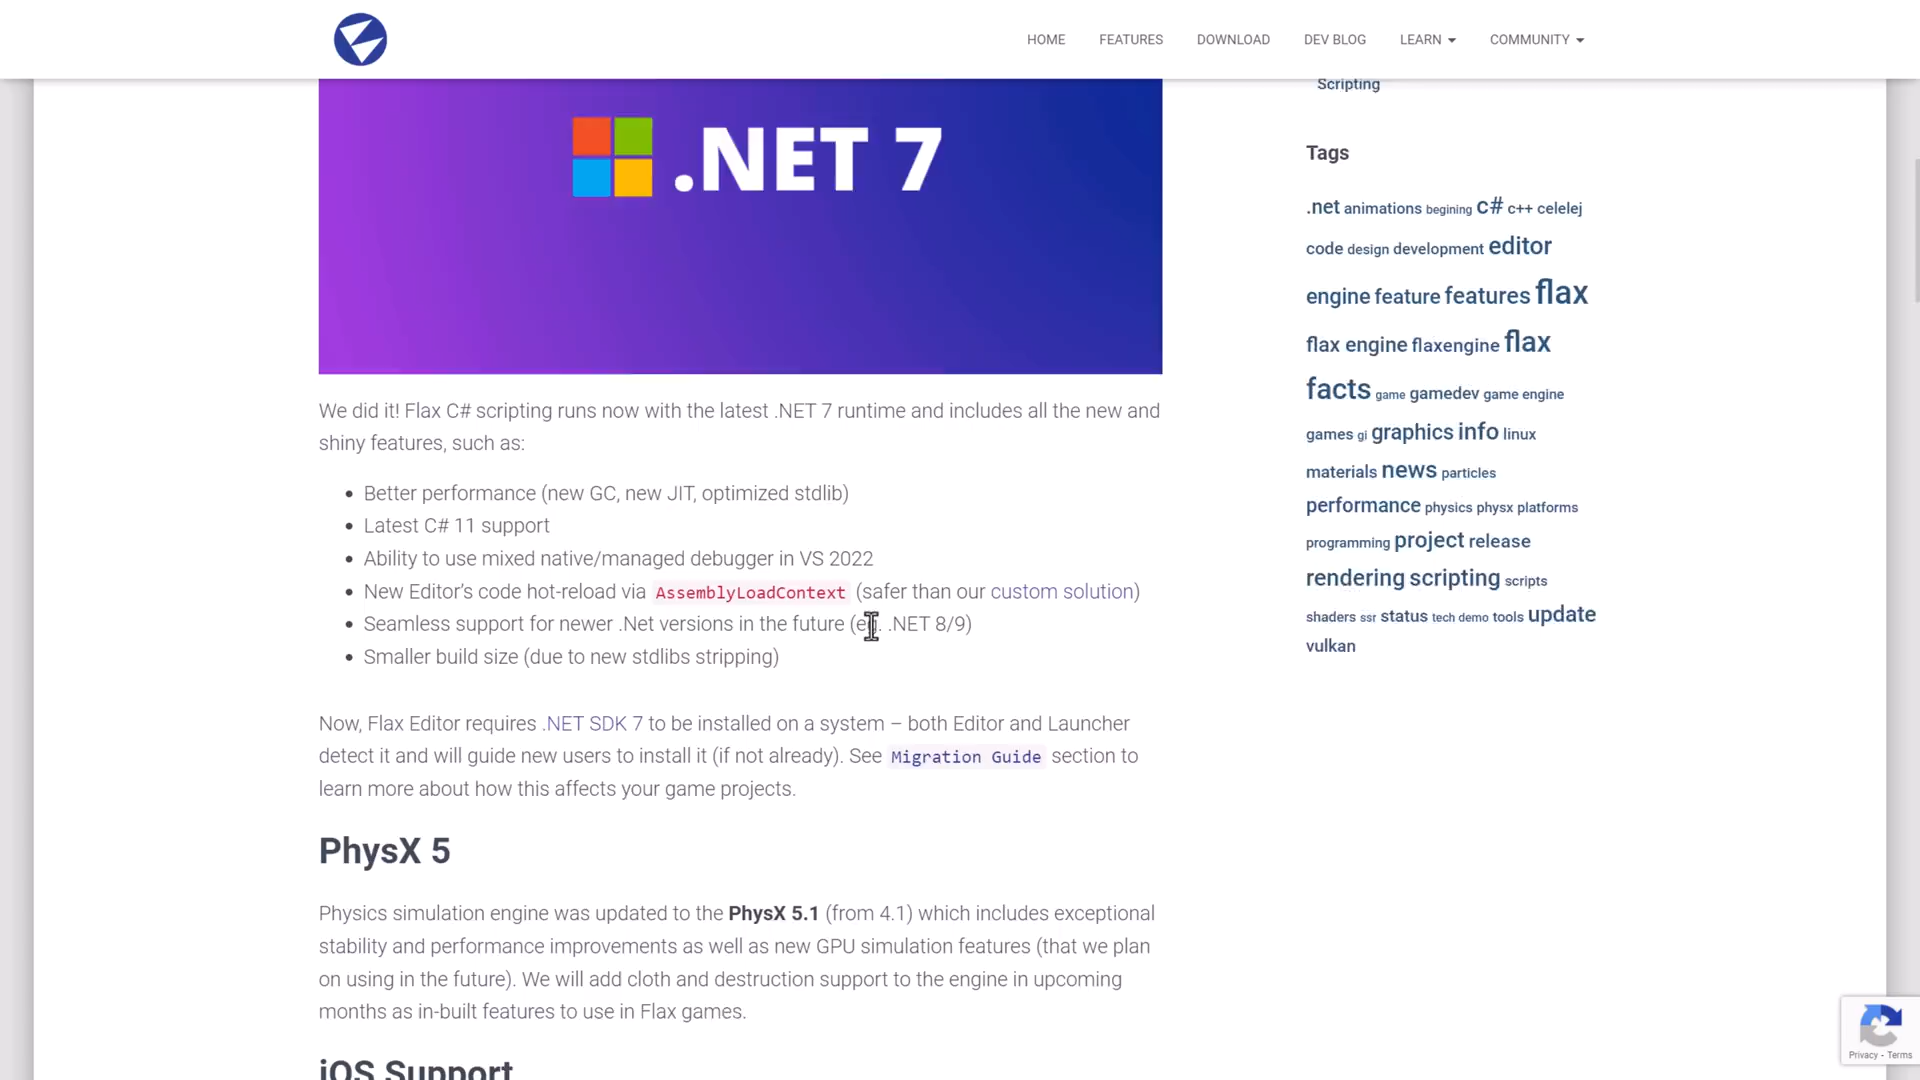 HOME FEATURES DOWNLOAD DEV BLOG LEARN COMMUNITY
.NET 7
We did it! Flax C# scripting runs now with the latest .NET 7 runtime and includes all the new and
shiny features, such as:
Better performance (new GC, new JIT, optimized stdlib)
Latest C# 11 support
Ability to use mixed native/managed debugger in VS 2022
New Editor’s code hot-reload via AssemblyLoadContext (safer than our custom solution)
Seamless support for newer .Net versions in the future (eg. .NET 8/9)
Smaller build size (due to new stdlibs stripping)
Now, Flax Editor requires .NET SDK 7 to be installed on a system – both Editor and Launcher
detect it and will guide new users to install it (if not already). See Migration Guide section to
learn more about how this affects your game projects.
PhysX 5
Physics simulation engine was updated to the PhysX 5.1 (from 4.1) which includes exceptional
stability and performance improvements as well as new GPU simulation features (that we plan
on using in the future). We will add cloth and destruction support to the engine in upcoming
months as in-built features to use in Flax games.
iOS Support
Scripting
Tags
.net animations begining c# c++ celelej
code design development editor
engine feature features flax
flax engine flaxengine flax
facts game gamedev game engine
games gi graphics info linux
materials news particles
performance physics physx platforms
programming project release
rendering scripting scripts
shaders ssr status tech demo tools update
vulkan
Privacy - Terms